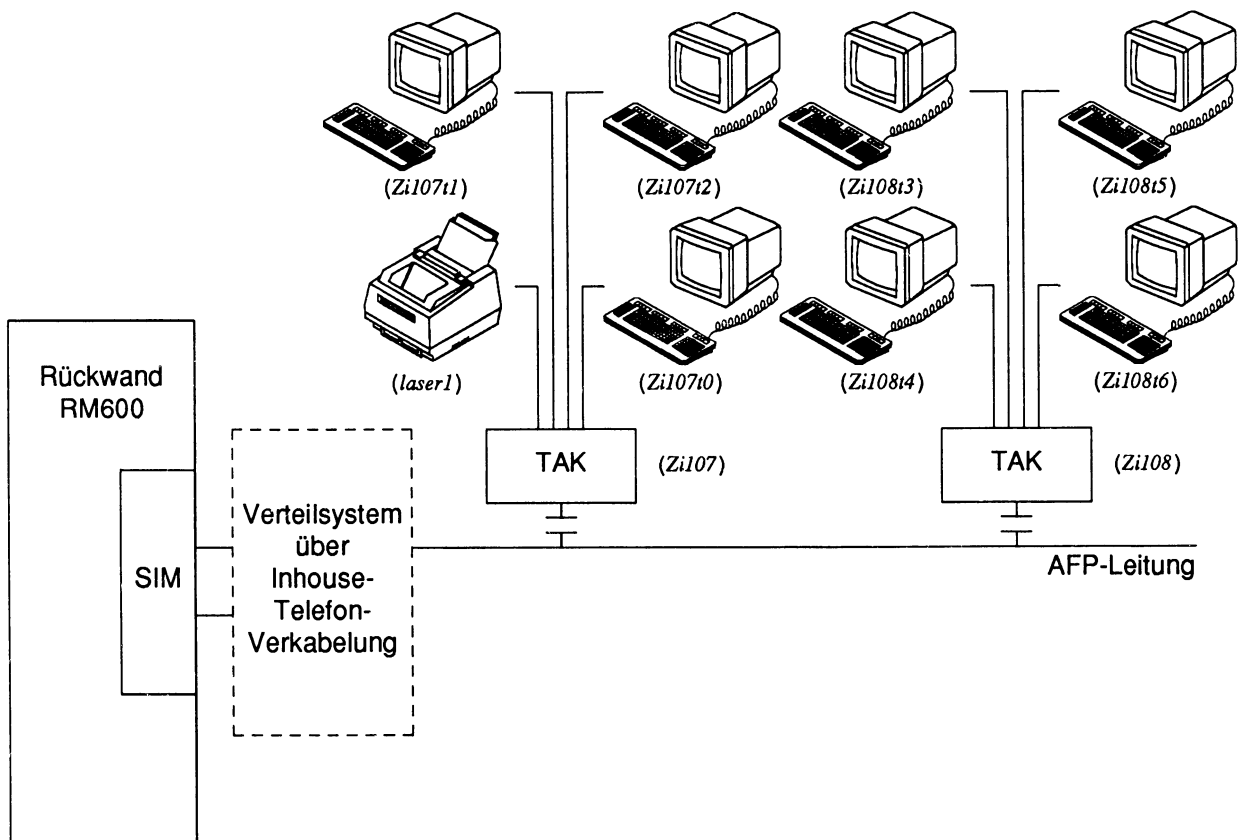 (Zi107t1)
(Zi107t2)
(Zi108t3)
(Zi108t5)
(laser1)
(Zi107t0)
(Zi108t4)
(Zi108t6)
Rückwand
RM600
TAK
(Zi107)
TAK
(Zi108)
Verteilsystem
über
Inhouse-
Telefon-
Verkabelung
SIM
AFP-Leitung